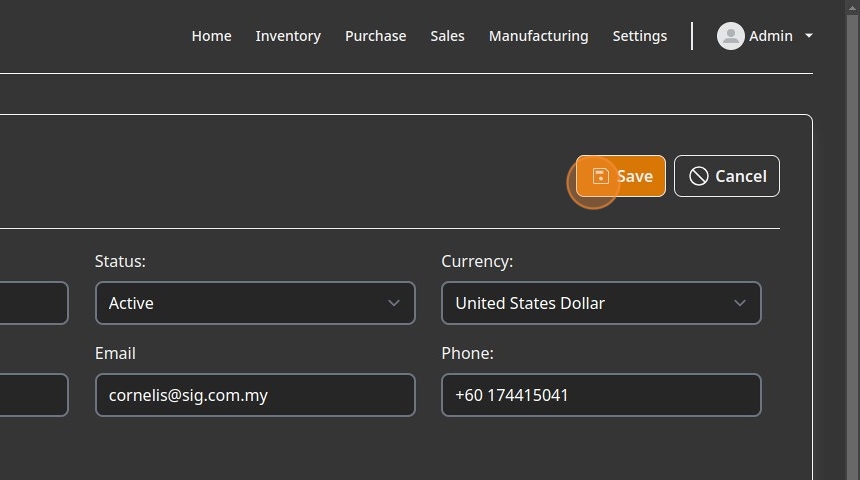 Home Inventory Purchase Sales Manufacturing Settings Admin
Save Cancel
Status: Currency:
Active United States Dollar
Email Phone:
cornelis@sig.com.my +60 174415041